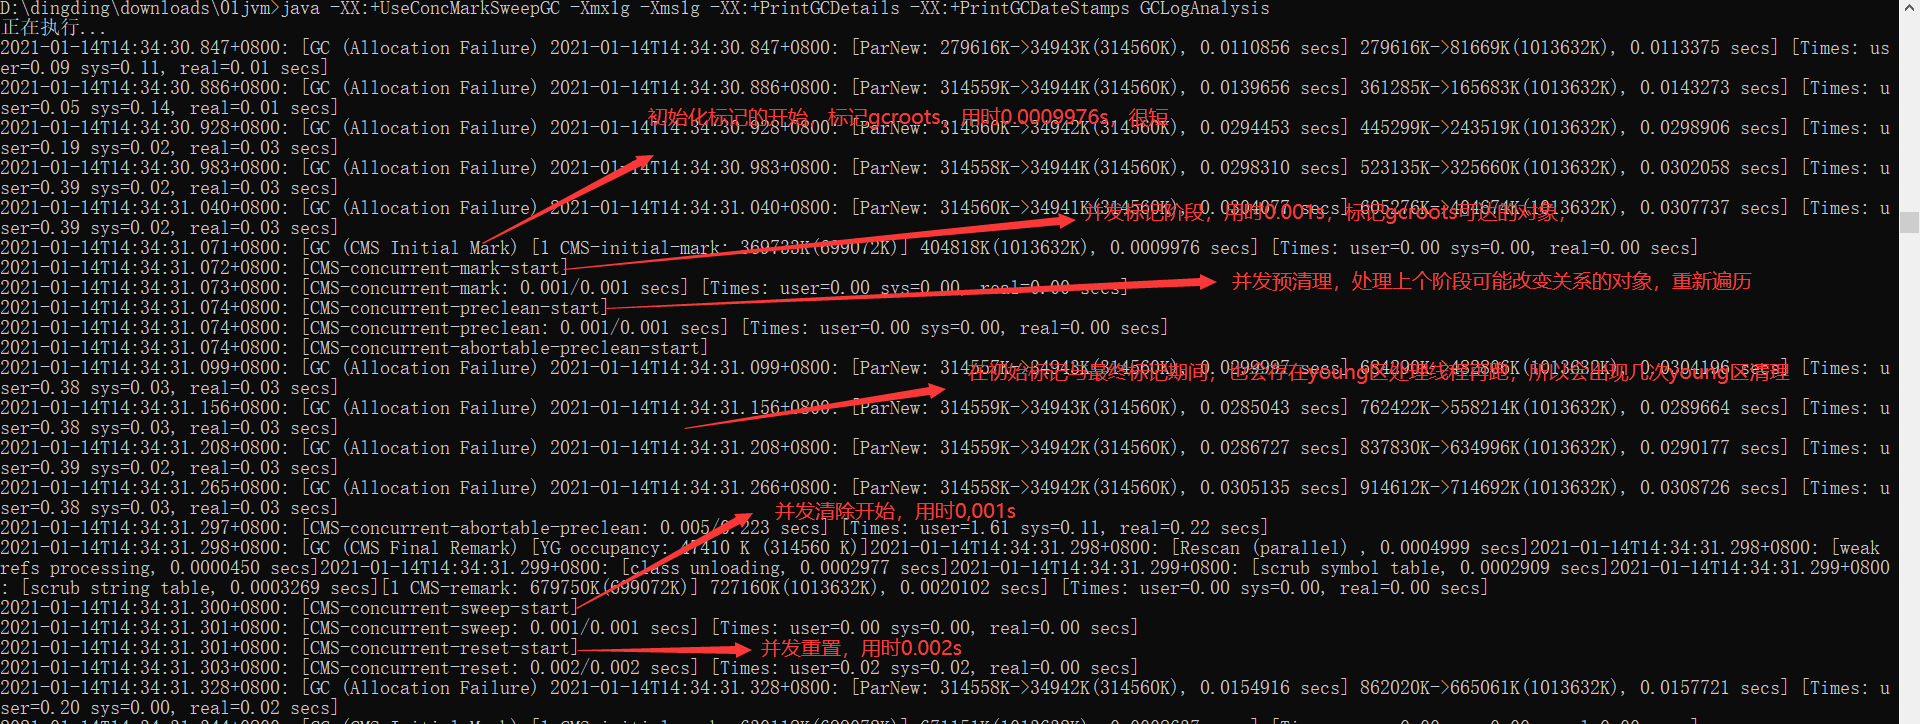 D:\dingding\downloads\01jvm>java -XX:+UseConcMarkSweepGC -Xmx1g -Xms1g -XX:+PrintGCDetails -XX:+PrintGCDateStamps GCLogAnalysis
正在执行...
2021-01-14T14:34:30.847+0800: [GC (Allocation Failure) 2021-01-14T14:34:30.847+0800: [ParNew: 279616K->34943K(314560K), 0.0110856 secs] 279616K->81669K(1013632K), 0.0113375 secs] [Times: us
er=0.09 sys=0.11, real=0.01 secs]
2021-01-14T14:34:30.886+0800: [GC (Allocation Failure) 2021-01-14T14:34:30.886+0800: [ParNew: 314559K->34944K(314560K), 0.0139656 secs] 361285K->165683K(1013632K), 0.0143273 secs] [Times: u
ser=0.05 sys=0.14, real=0.01 secs]
初始化标记的开始，标记gcroots，用时0.0009976s，很短
2021-01-14T14:34:30.928+0800: [GC (Allocation Failure) 2021-01-14T14:34:30.928+0800: [ParNew: 314560K->34942K(314560K), 0.0294453 secs] 445299K->243519K(1013632K), 0.0298906 secs] [Times: u
ser=0.19 sys=0.02, real=0.03 secs]
2021-01-14T14:34:30.983+0800: [GC (Allocation Failure) 2021-01-14T14:34:30.983+0800: [ParNew: 314558K->34944K(314560K), 0.0298310 secs] 523135K->325660K(1013632K), 0.0302058 secs] [Times: u
ser=0.39 sys=0.02, real=0.03 secs]
2021-01-14T14:34:31.040+0800: [GC (Allocation Failure) 2021-01-14T14:34:31.040+0800: [ParNew: 314560K->34941K(314560K), 0.0304077 secs] 605276K->404674K(1013632K), 0.0307737 secs] [Times: u
并发标记阶段，用时0.001s，标记gcroots可达的对象，
ser=0.39 sys=0.02, real=0.03 secs]
2021-01-14T14:34:31.071+0800: [GC (CMS Initial Mark) [1 CMS-initial-mark: 369733K(699072K)] 404818K(1013632K), 0.0009976 secs] [Times: user=0.00 sys=0.00, real=0.00 secs]
2021-01-14T14:34:31.072+0800: [CMS-concurrent-mark-start]
2021-01-14T14:34:31.073+0800: [CMS-concurrent-mark: 0.001/0.001 secs] [Times: user=0.00 sys=0.00, real=0.00 secs]
并发预清理，处理上个阶段可能改变关系的对象，重新遍历
2021-01-14T14:34:31.074+0800: [CMS-concurrent-preclean-start]
2021-01-14T14:34:31.074+0800: [CMS-concurrent-preclean: 0.001/0.001 secs] [Times: user=0.00 sys=0.00, real=0.00 secs]
2021-01-14T14:34:31.074+0800: [CMS-concurrent-abortable-preclean-start]
2021-01-14T14:34:31.099+0800: [GC (Allocation Failure) 2021-01-14T14:34:31.099+0800: [ParNew: 314557K->34943K(314560K), secs] 0.0304196 secs] [Times: u
在初始标记与最终标记期间，也会存在young区处理线程再跑，所以会出现几次young区清理
ser=0.38 sys=0.03, real=0.03 secs]
2021-01-14T14:34:31.156+0800: [GC (Allocation Failure) 2021-01-14T14:34:31.156+0800: [ParNew: 314559K->34943K(314560K), 0.0285043 secs] 762422K->558214K(1013632K), 0.0289664 secs] [Times: u
ser=0.38 sys=0.03, real=0.03 secs]
2021-01-14T14:34:31.208+0800: [GC (Allocation Failure) 2021-01-14T14:34:31.208+0800: [ParNew: 314559K->34942K(314560K), 0.0286727 secs] 837830K->634996K(1013632K), 0.0290177 secs] [Times: u
ser=0.39 sys=0.02, real=0.03 secs]
2021-01-14T14:34:31.265+0800: [GC (Allocation Failure) 2021-01-14T14:34:31.266+0800: [ParNew: 314558K->34942K(314560K), 0.0305135 secs] 914612K->714692K(1013632K), 0.0308726 secs] [Times: u
ser=0.38 sys=0.03, real=0.03 secs]
并发清除开始，用时0,001s
2021-01-14T14:34:31.297+0800: [CMS-concurrent-abortable-preclean: 0.005/0.223 secs] [Times: user=1.61 sys=0.11, real=0.22 secs]
2021-01-14T14:34:31.298+0800: [GC (CMS Final Remark) [YG occupancy: 47410 K (314560 K)]2021-01-14T14:34:31.298+0800: [Rescan (parallel) , 0.0004999 secs]2021-01-14T14:34:31.298+0800: [weak
refs processing, 0.0000450 secs]2021-01-14T14:34:31.299+0800: [class unloading, 0.0002977 secs]2021-01-14T14:34:31.299+0800: [scrub symbol table, 0.0002909 secs]2021-01-14T14:34:31.299+0800
: [scrub string table, 0.0003269 secs][1 CMS-remark: 679750K(699072K)] 727160K(1013632K), 0.0020102 secs] [Times: user=0.00 sys=0.00, real=0.00 secs]
2021-01-14T14:34:31.300+0800: [CMS-concurrent-sweep-start]
2021-01-14T14:34:31.301+0800: [CMS-concurrent-sweep: 0.001/0.001 secs] [Times: user=0.00 sys=0.00, real=0.00 secs]
2021-01-14T14:34:31.301+0800: [CMS-concurrent-reset-start]
并发重置，用时0.002s
2021-01-14T14:34:31.303+0800: [CMS-concurrent-reset: 0.002/0.002 secs] [Times: user=0.02 sys=0.02, real=0.00 secs]
2021-01-14T14:34:31.328+0800: [GC (Allocation Failure) 2021-01-14T14:34:31.328+0800: [ParNew: 314558K->34942K(314560K), 0.0154916 secs] 862020K->665061K(1013632K), 0.0157721 secs] [Times: u
ser=0.20 sys=0.00, real=0.02 secs]